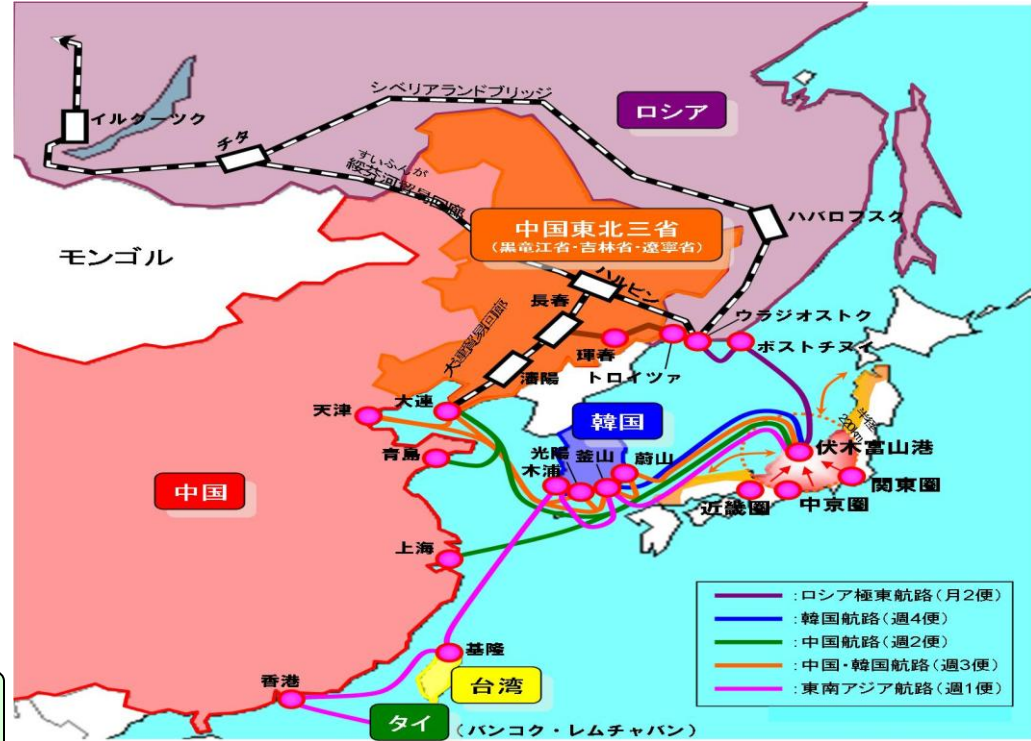 シベリアランドブリッジ
ロシア
イルクーツク
チタ
すいふんが
綏芬河貿易回廊
ハバロフスク
中国東北三省
(黒竜江省・吉林省・遼寧省)
モンゴル
ハルビン
長春
ウラジオストク
大連貿易回廊
琿春
ボストチヌイ
瀋陽
トロイツァ
天津
大連
韓国
半径
200km
青島
光陽
釜山
蔚山
木浦
伏木富山港
中国
近畿圏
中京圏
関東圏
上海
:ロシア極東航路(月2便)
:韓国航路(週4便)
:中国航路(週2便)
:中国・韓国航路(週3便)
:東南アジア航路(週1便)
基隆
香港
台湾
タイ
(バンコク・レムチャバン)